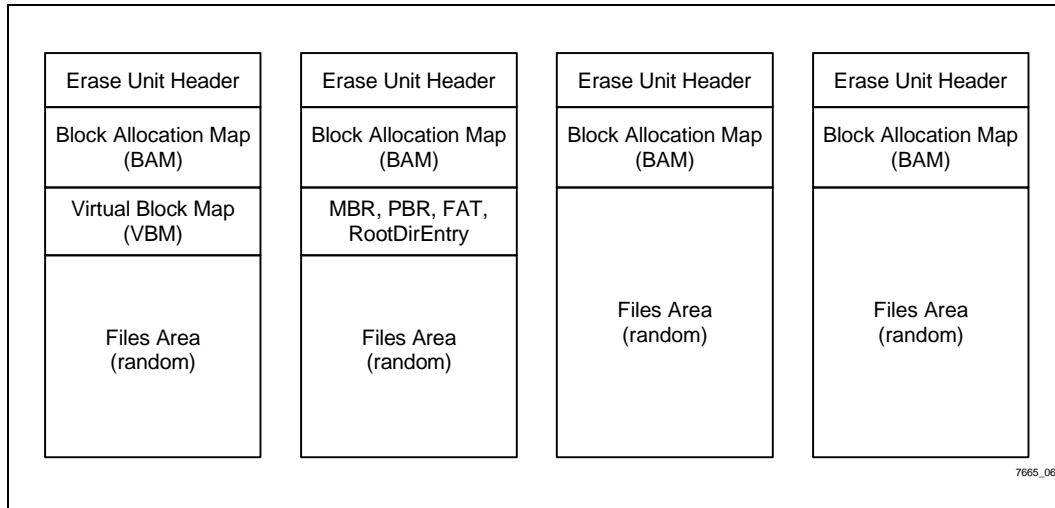 Erase Unit Header
Block Allocation Map
(BAM)
Virtual Block Map
(VBM)
Files Area
(random)
Erase Unit Header
Block Allocation Map
(BAM)
MBR, PBR, FAT,
RootDirEntry
Files Area
(random)
Erase Unit Header
Block Allocation Map
(BAM)
Files Area
(random)
Erase Unit Header
Block Allocation Map
(BAM)
Files Area
(random)
7665_06